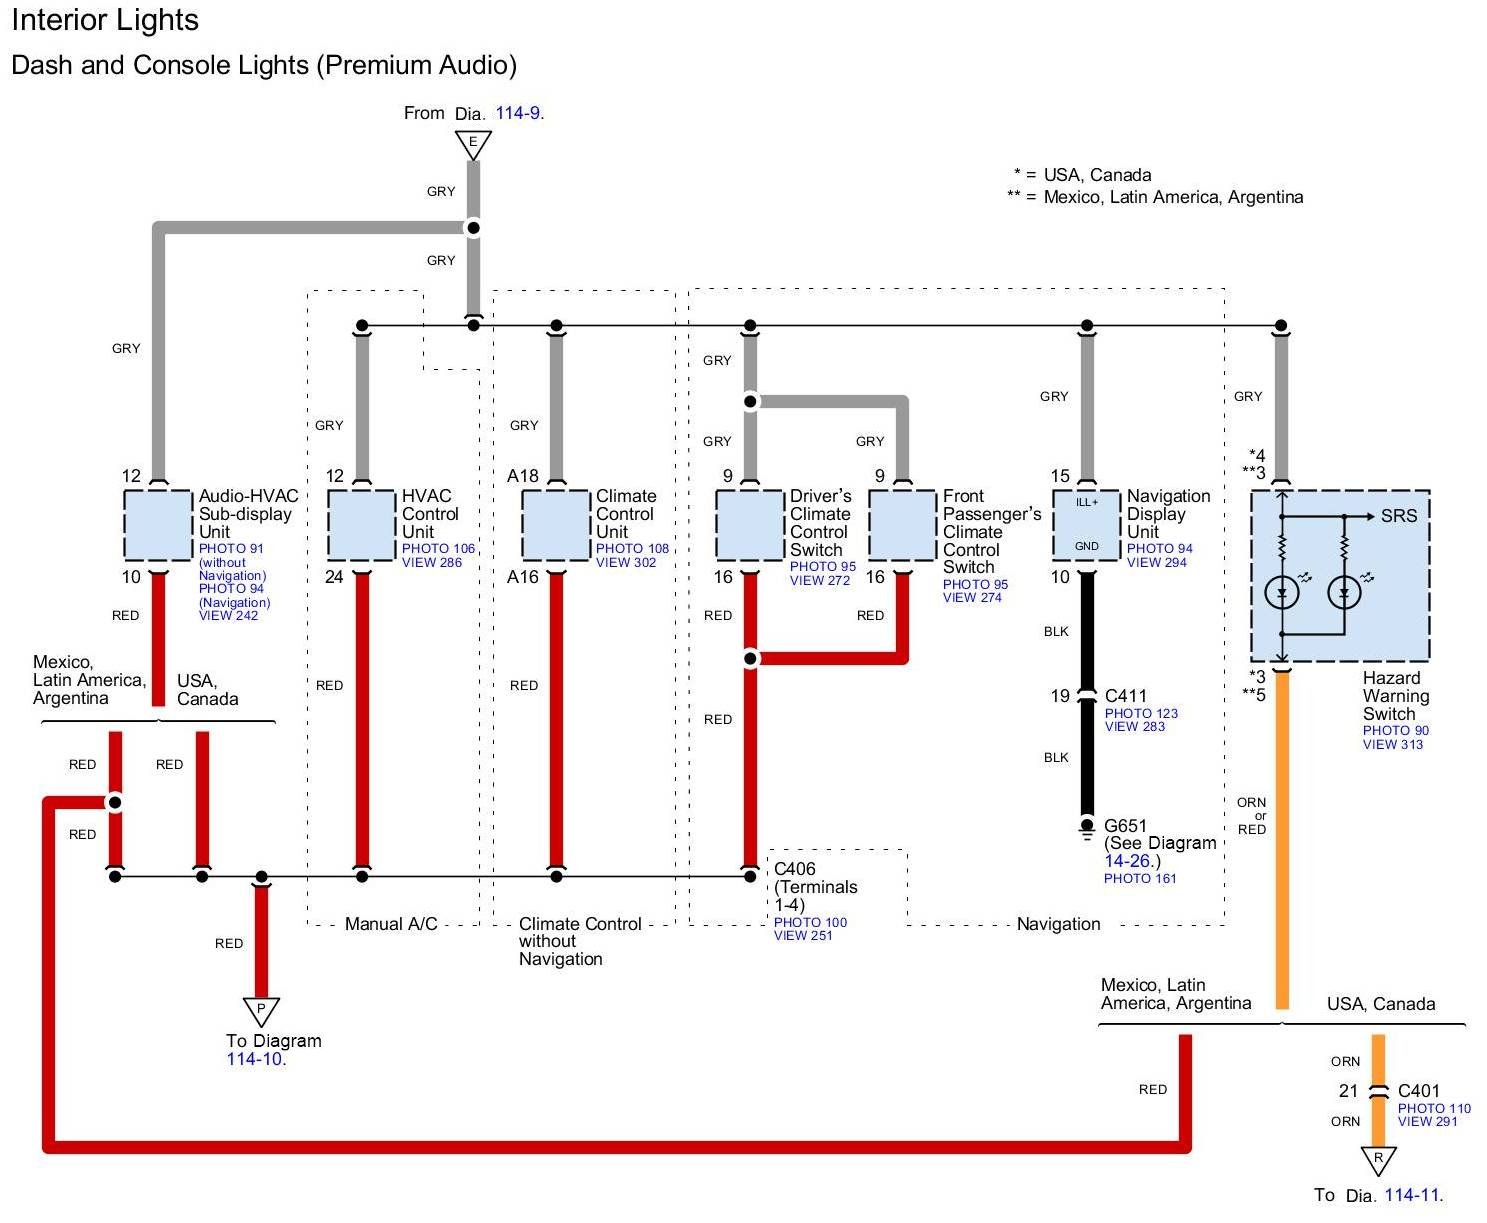 Interior Lights
Dash and Console Lights (Premium Audio)
From Dia. 114-9.
E
* = USA, Canada
** = Mexico, Latin America, Argentina
GRY
GRY
GRY
GRY
GRY
GRY
GRY
GRY
GRY
GRY
GRY
12
Audio-HVAC
Sub-display
Unit
PHOTO 91
(without
Navigation)
PHOTO 94
(Navigation)
VIEW 242
10
RED
12
HVAC
Control
Unit
PHOTO 106
VIEW 286
24
RED
A18
Climate
Control
Unit
PHOTO 108
VIEW 302
A16
RED
9
Driver's
Climate
Control
Switch
PHOTO 95
VIEW 272
16
RED
RED
9
Front
Passenger's
Climate
Control
Switch
PHOTO 95
VIEW 274
16
RED
15
ILL+
GND
Navigation
Display
Unit
PHOTO 94
VIEW 294
10
BLK
19
C411
PHOTO 123
VIEW 283
BLK
G651
(See Diagram
14-26.)
PHOTO 161
*4
**3
SRS
*3
**5
Hazard
Warning
Switch
PHOTO 90
VIEW 313
ORN
or
RED
Mexico,
Latin America,
Argentina
USA,
Canada
RED
RED
RED
C406
(Terminals
1-4)
PHOTO 100
VIEW 251
Manual A/C
Climate Control
without
Navigation
Navigation
RED
P
To Diagram
114-10.
Mexico, Latin
America, Argentina
USA, Canada
RED
ORN
21
C401
PHOTO 110
VIEW 291
ORN
R
To Dia. 114-11.